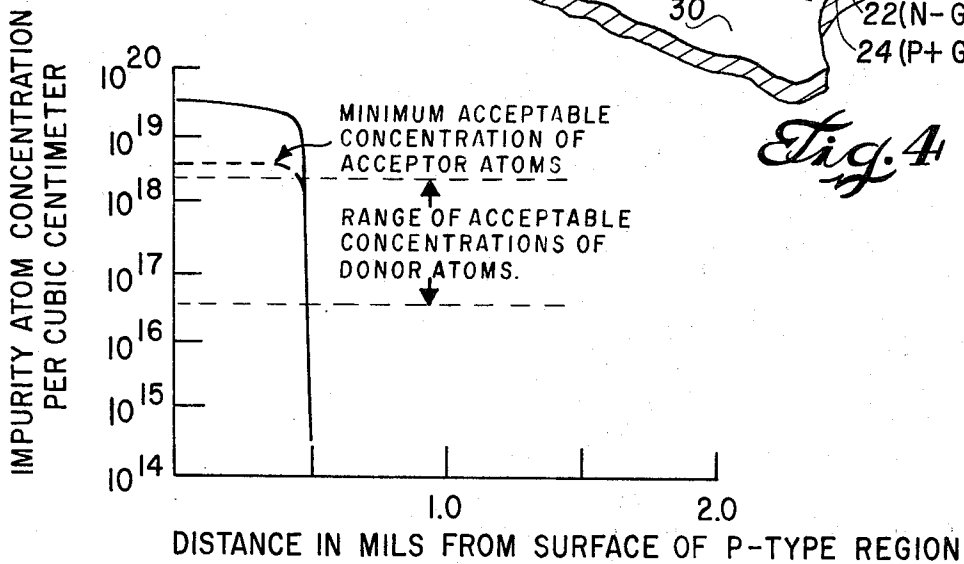 30
22(N- G
24(P+ G
Fig.4
IMPURITY ATOM CONCENTRATION
PER CUBIC CENTIMETER
10^20
10^19
10^18
10^17
10^16
10^15
10^14
MINIMUM ACCEPTABLE
CONCENTRATION OF
ACCEPTOR ATOMS
RANGE OF ACCEPTABLE
CONCENTRATIONS OF
DONOR ATOMS.
1.0
2.0
DISTANCE IN MILS FROM SURFACE OF P-TYPE REGION